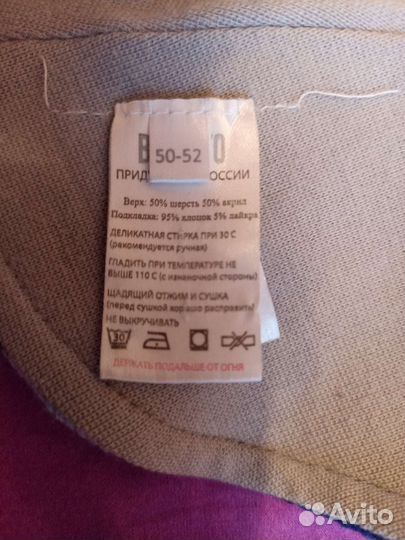 50-52
Верх: 50% шерсть 50% акрил
Подкладка: 95% хлопок 5% лайкра
ДЕЛИКАТНАЯ СТИРКА ПРИ 30 С
(рекомендуется ручная)
ГЛАДИТЬ ПРИ ТЕМПЕРАТУРЕ НЕ
ВЫШЕ 110 С (с изнаночной стороны)
ЩАДЯЩИЙ ОТЖИМ И СУШКА
(перед сушкой хорошо расправить)
НЕ ВЫКРУЧИВАТЬ
30
ДЕРЖАТЬ ПОДАЛЬШЕ ОТ ОГНЯ
Avito